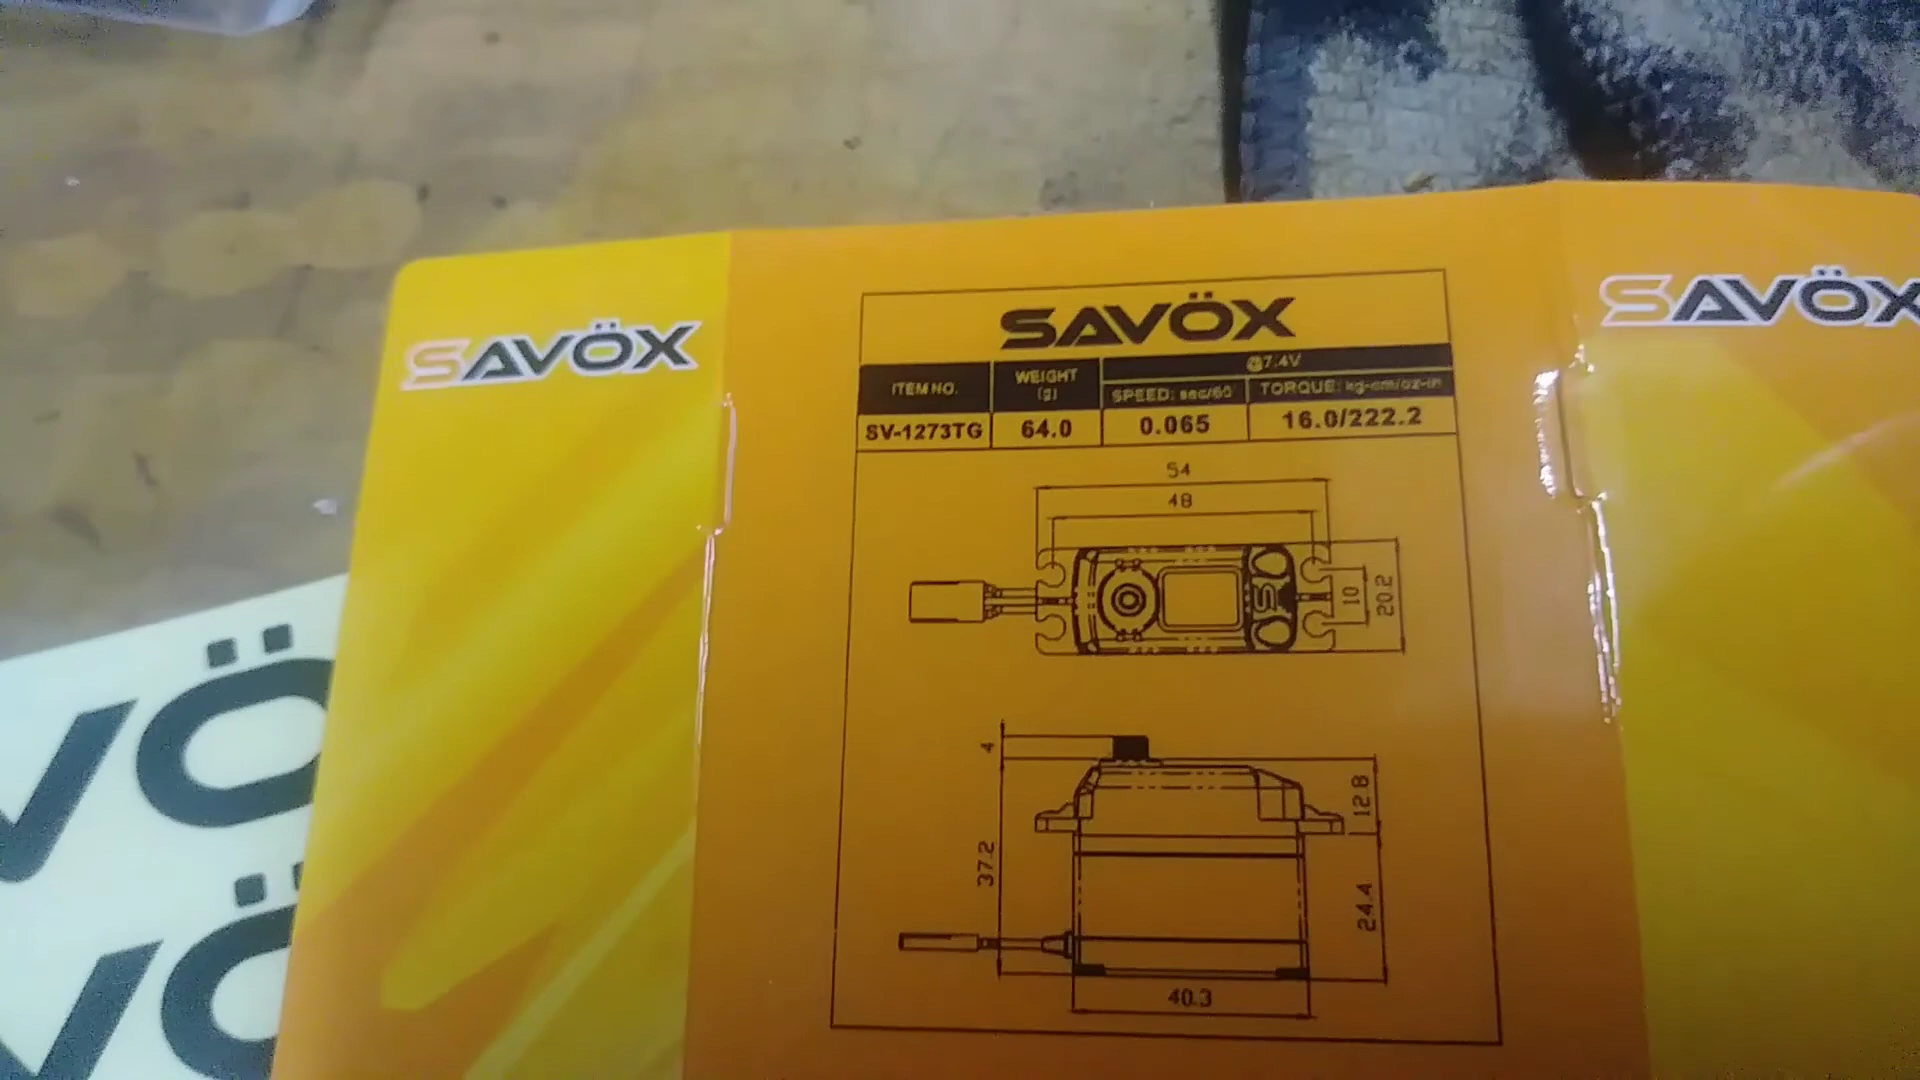 SAVÖX
SAVÖX
SAVÖX
ITEM NO.
WEIGHT
(g)
@7.4V
SPEED: sec/60°
TORQUE: kg-cm/oz-in
SV-1273TG
64.0
0.065
16.0/222.2
54
48
10
20.2
4
12.8
37.2
24.4
40.3
VÖ
VÖ